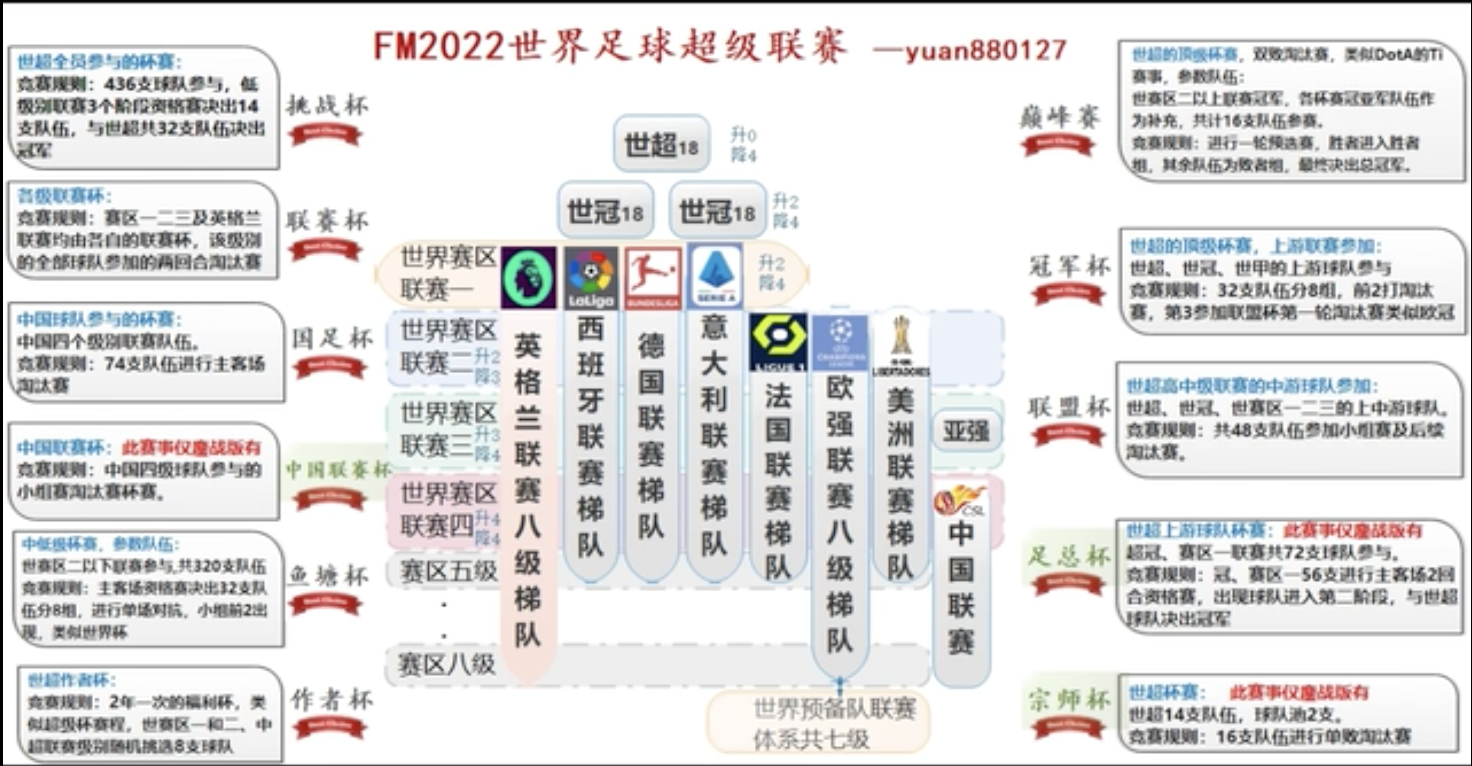 FM2022世界足球超级联赛 —yuan880127
世超全员参与的杯赛：
竞赛规则：436支球队参与，低
级别联赛3个阶段资格赛决出14
支队伍，与世超共32支队伍决出
冠军
挑战杯
Best Choice
各级联赛杯：
竞赛规则：赛区一二三及英格兰
联赛均由各自的联赛杯，该级别
的全部球队参加的两回合淘汰赛
联赛杯
Best Choice
中国球队参与的杯赛：
中国四个级别联赛队伍。
竞赛规则：74支队伍进行主客场
淘汰赛
国足杯
Best Choice
中国联赛杯：此赛事仅鏖战版有
竞赛规则：中国四级球队参与的
小组赛淘汰赛杯赛。
中国联赛杯
Best Choice
中低级杯赛，参数队伍：
世赛区二以下联赛参与,共320支队伍
竞赛规则：主客场资格赛决出32支队
伍分8组，进行单场对抗，小组前2出
现，类似世界杯
鱼塘杯
Best Choice
世超作者杯：
竞赛规则：2年一次的福利杯，类
似超级杯赛程，世赛区一和二、中
超联赛级别随机挑选8支球队
作者杯
Best Choice
世超18
升0
降4
世冠18
世冠18
升2
降4
世界赛区
联赛一
升2
降4
世界赛区
联赛二
升2
降3
世界赛区
联赛三
升3
降4
世界赛区
联赛四
升4
降4
赛区五级
.
.
赛区八级
英格兰联赛八级梯队
LaLiga
西班牙联赛梯队
BUNDESLIGA
德国联赛梯队
SERIE A
意大利联赛梯队
LIGUE 1
法国联赛梯队
CHAMPIONS
LEAGUE
欧强联赛八级梯队
LIBERTADORES
美洲联赛梯队
亚强
CSL
中国联赛
世界预备队联赛
体系共七级
巅峰赛
Best Choice
世超的顶级杯赛，双败淘汰赛，类似DotA的Ti
赛事，参数队伍：
世赛区二以上联赛冠军，各杯赛冠亚军队伍作
为补充，共计16支队伍参赛。
竞赛规则：进行一轮预选赛，胜者进入胜者
组，其余队伍为败者组，最终决出总冠军。
冠军杯
Best Choice
世超的顶级杯赛，上游联赛参加：
世超、世冠、世甲的上游球队参与
竞赛规则：32支队伍分8组，前2打淘汰
赛，第3参加联盟杯第一轮淘汰赛类似欧冠
联盟杯
Best Choice
世超高中级联赛的中游球队参加：
世超、世冠、世赛区一二三的上中游球队。
竞赛规则：共48支队伍参加小组赛及后续
淘汰赛。
足总杯
Best Choice
世超上游球队杯赛：此赛事仅鏖战版有
超冠、赛区一联赛共72支球队参与。
竞赛规则：冠、赛区一56支进行主客场2回
合资格赛，出现球队进入第二阶段，与世超
球队决出冠军
宗师杯
Best Choice
世超杯赛： 此赛事仅鏖战版有
世超14支队伍，球队池2支。
竞赛规则：16支队伍进行单败淘汰赛